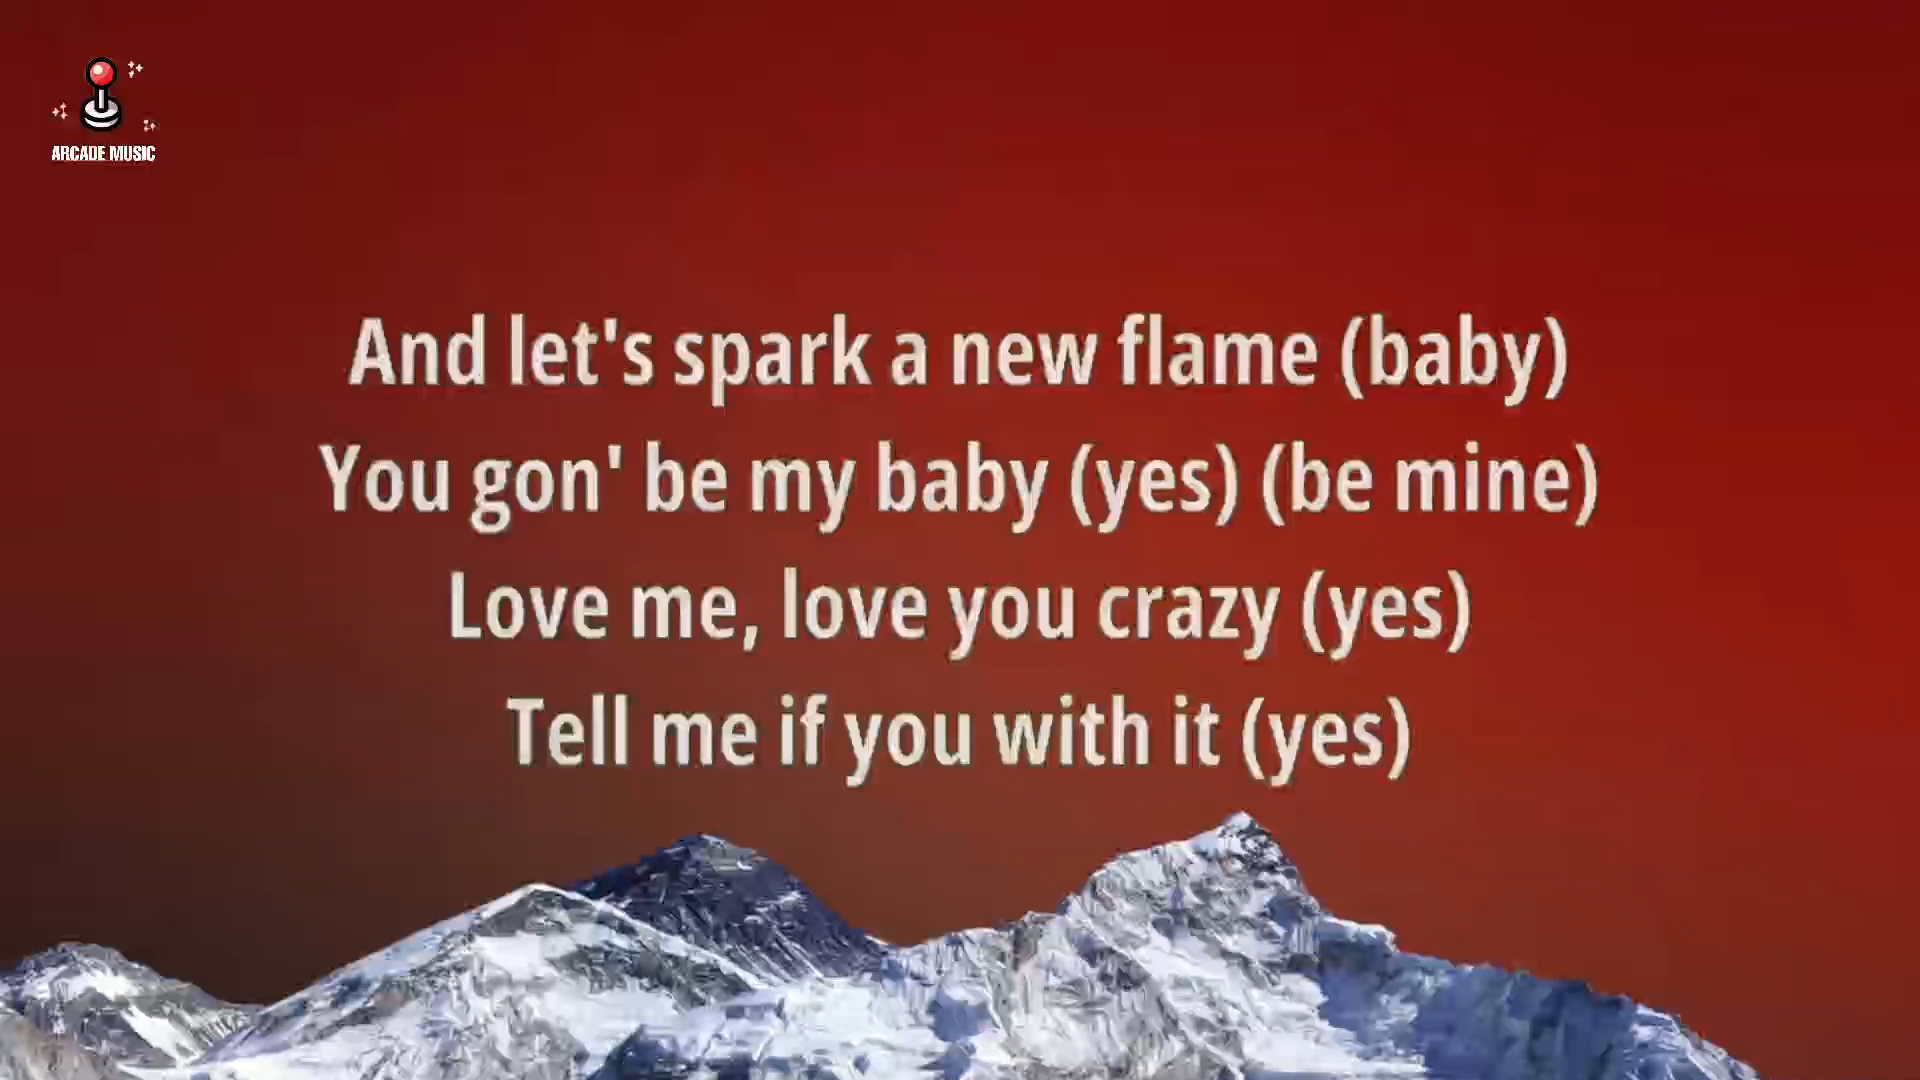 ARCADE MUSIC
And let's spark a new flame (baby)
You gon' be my baby (yes) (be mine)
Love me, love you crazy (yes)
Tell me if you with it (yes)